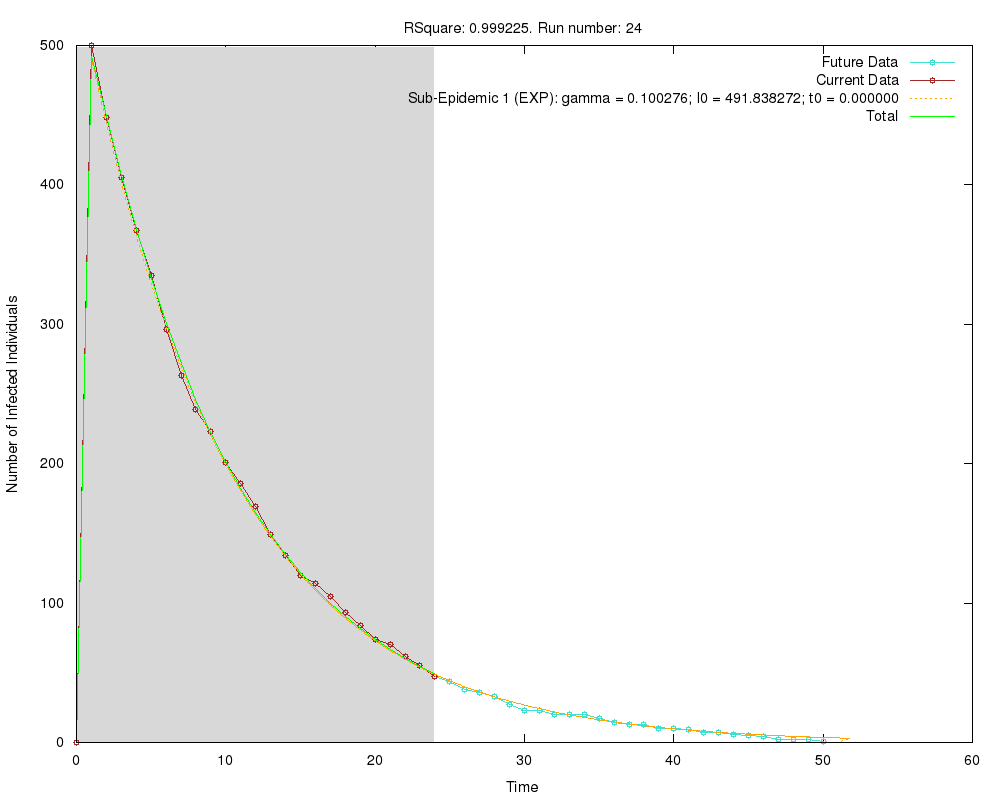 RSquare: 0.999225. Run number: 24
Future Data
Current Data
Sub-Epidemic 1 (EXP): gamma = 0.100276; I0 = 491.838272; t0 = 0.000000
Total
500
400
300
200
100
0
Number of Infected Individuals
0 10 20 30 40 50 60
Time